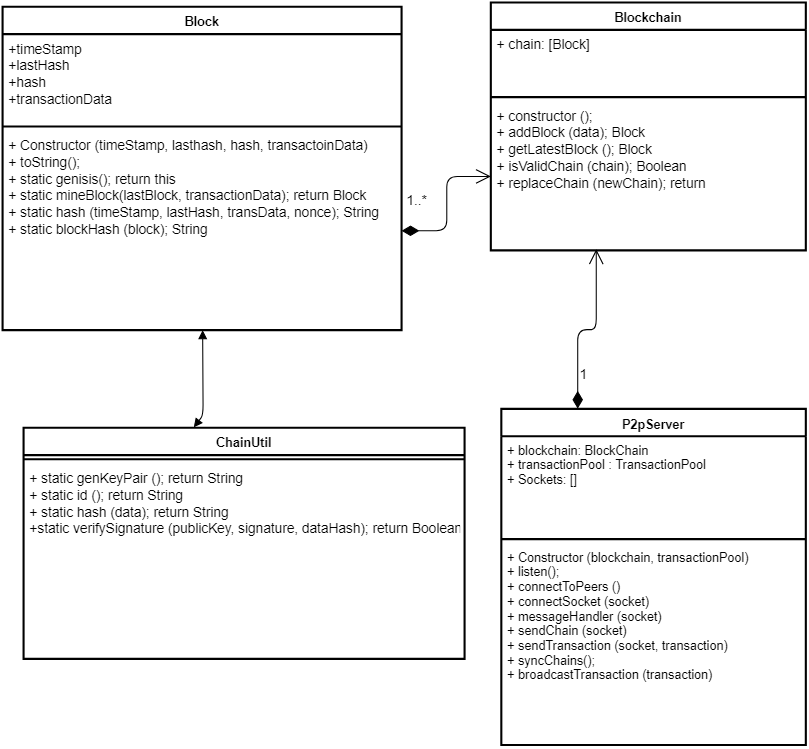 Block
+timeStamp
+lastHash
+hash
+transactionData
+ Constructor (timeStamp, lasthash, hash, transactoinData)
+ toString();
+ static genisis(); return this
+ static mineBlock(lastBlock, transactionData); return Block
+ static hash (timeStamp, lastHash, transData, nonce); String
+ static blockHash (block); String
1..*
Blockchain
+ chain: [Block]
+ constructor ();
+ addBlock (data); Block
+ getLatestBlock (); Block
+ isValidChain (chain); Boolean
+ replaceChain (newChain); return
ChainUtil
+ static genKeyPair (); return String
+ static id (); return String
+ static hash (data); return String
+static verifySignature (publicKey, signature, dataHash); return Boolean
1
P2pServer
+ blockchain: BlockChain
+ transactionPool : TransactionPool
+ Sockets: []
+ Constructor (blockchain, transactionPool)
+ listen();
+ connectToPeers ()
+ connectSocket (socket)
+ messageHandler (socket)
+ sendChain (socket)
+ sendTransaction (socket, transaction)
+ syncChains();
+ broadcastTransaction (transaction)